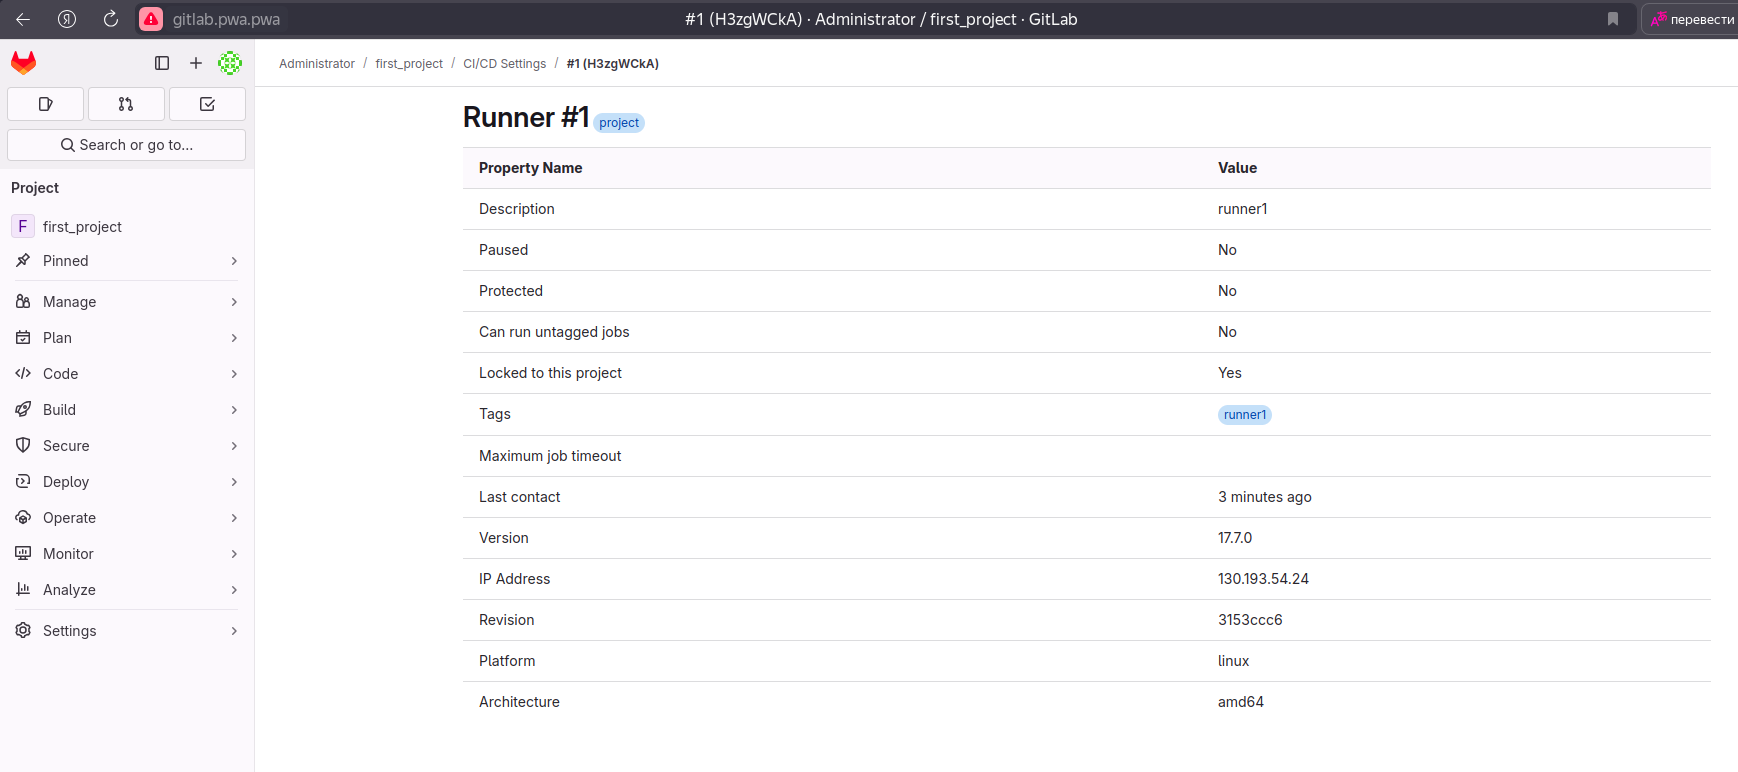 Я gitlab.pwa.pwa #1 (H3zgWCkA) · Administrator / first_project · GitLab перевести
Administrator / first_project / CI/CD Settings / #1 (H3zgWCkA)
Search or go to...
Project
F first_project
Pinned
Manage
Plan
Code
Build
Secure
Deploy
Operate
Monitor
Analyze
Settings
Runner #1 project
Property Name Value
Description runner1
Paused No
Protected No
Can run untagged jobs No
Locked to this project Yes
Tags runner1
Maximum job timeout
Last contact 3 minutes ago
Version 17.7.0
IP Address 130.193.54.24
Revision 3153ccc6
Platform linux
Architecture amd64